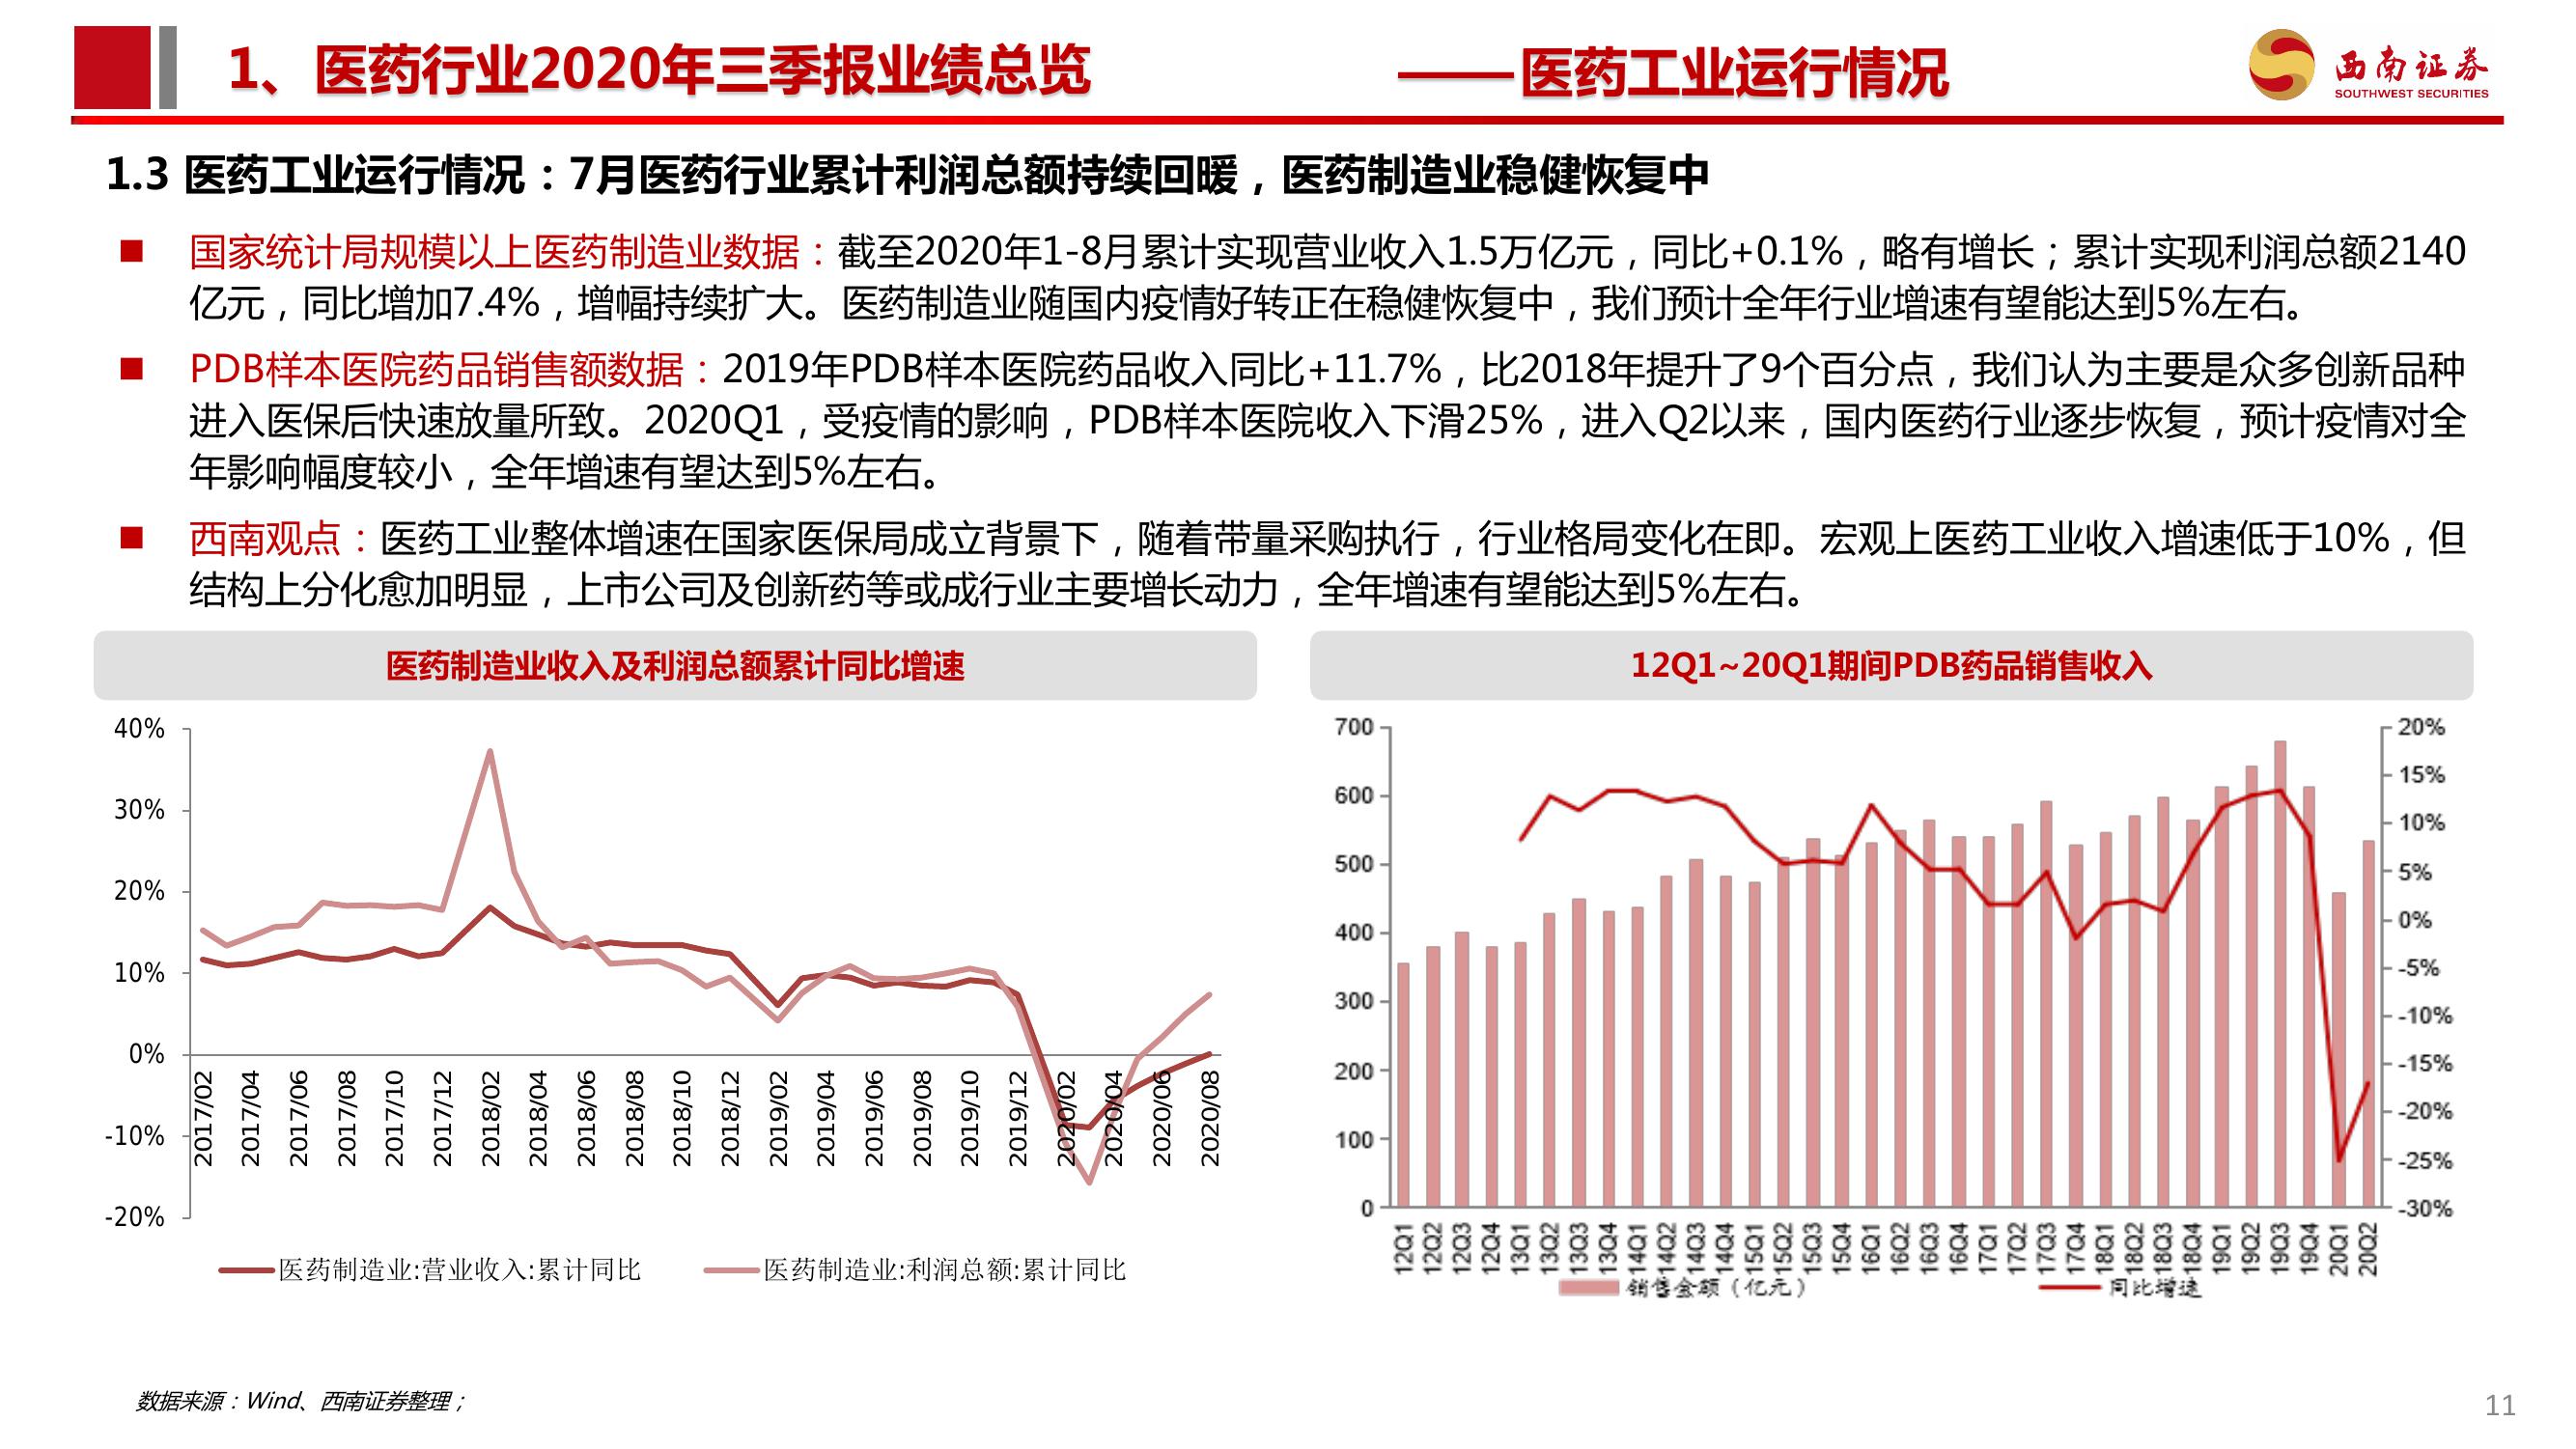 1、医药行业2020年三季报业绩总览
——医药工业运行情况
西南证券
SOUTHWEST SECURITIES
1.3 医药工业运行情况：7月医药行业累计利润总额持续回暖，医药制造业稳健恢复中
国家统计局规模以上医药制造业数据：截至2020年1-8月累计实现营业收入1.5万亿元，同比+0.1%，略有增长；累计实现利润总额2140
亿元，同比增加7.4%，增幅持续扩大。医药制造业随国内疫情好转正在稳健恢复中，我们预计全年行业增速有望能达到5%左右。
PDB样本医院药品销售额数据：2019年PDB样本医院药品收入同比+11.7%，比2018年提升了9个百分点，我们认为主要是众多创新品种
进入医保后快速放量所致。2020Q1，受疫情的影响，PDB样本医院收入下滑25%，进入Q2以来，国内医药行业逐步恢复，预计疫情对全
年影响幅度较小，全年增速有望达到5%左右。
西南观点：医药工业整体增速在国家医保局成立背景下，随着带量采购执行，行业格局变化在即。宏观上医药工业收入增速低于10%，但
结构上分化愈加明显，上市公司及创新药等或成行业主要增长动力，全年增速有望能达到5%左右。
医药制造业收入及利润总额累计同比增速
40%
30%
20%
10%
0%
-10%
-20%
2017/02
2017/04
2017/06
2017/08
2017/10
2017/12
2018/02
2018/04
2018/06
2018/08
2018/10
2018/12
2019/02
2019/04
2019/06
2019/08
2019/10
2019/12
2020/02
2020/04
2020/06
2020/08
医药制造业:营业收入:累计同比
医药制造业:利润总额:累计同比
12Q1~20Q1期间PDB药品销售收入
700
600
500
400
300
200
100
0
20%
15%
10%
5%
0%
-5%
-10%
-15%
-20%
-25%
-30%
12Q1
12Q2
12Q3
12Q4
13Q1
13Q2
13Q3
13Q4
14Q1
14Q2
14Q3
14Q4
15Q1
15Q2
15Q3
15Q4
16Q1
16Q2
16Q3
16Q4
17Q1
17Q2
17Q3
17Q4
18Q1
18Q2
18Q3
18Q4
19Q1
19Q2
19Q3
19Q4
20Q1
20Q2
销售金额（亿元）
同比增速
数据来源：Wind、西南证券整理；
11